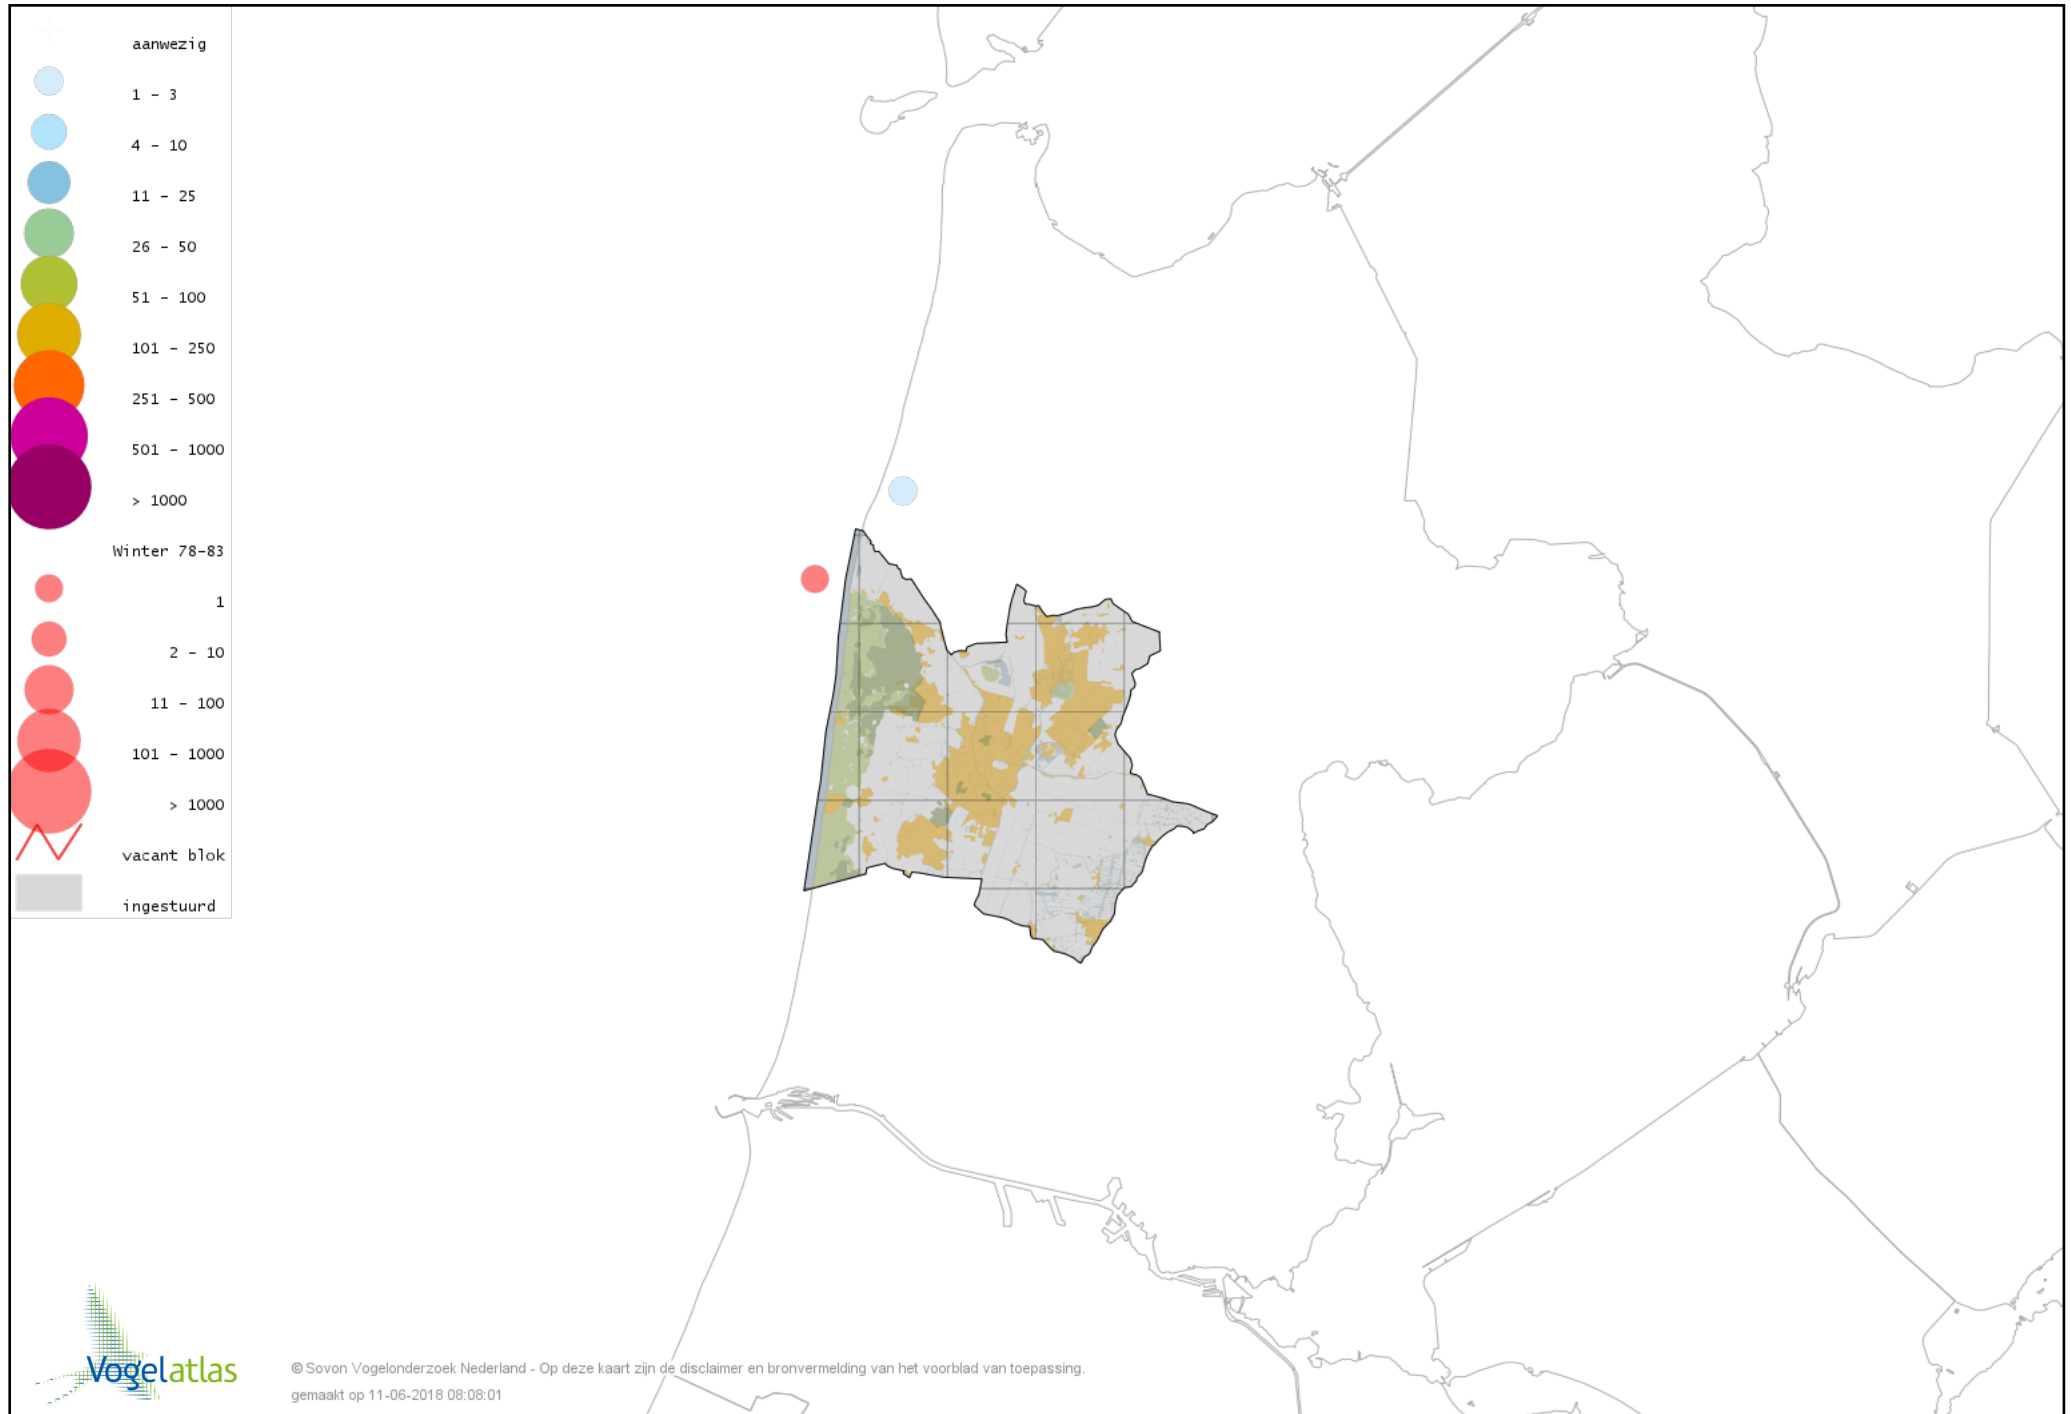 aanwezig
1 - 3
4 - 10
11 - 25
26 - 50
51 - 100
101 - 250
251 - 500
501 - 1000
> 1000
Winter 78-83
1
2 - 10
11 - 100
101 - 1000
> 1000
vacant blok
ingestuurd
Vogelatlas
© Sovon Vogelonderzoek Nederland - Op deze kaart zijn de disclaimer en bronvermelding van het voorblad van toepassing.
gemaakt op 11-06-2018 08:08:01